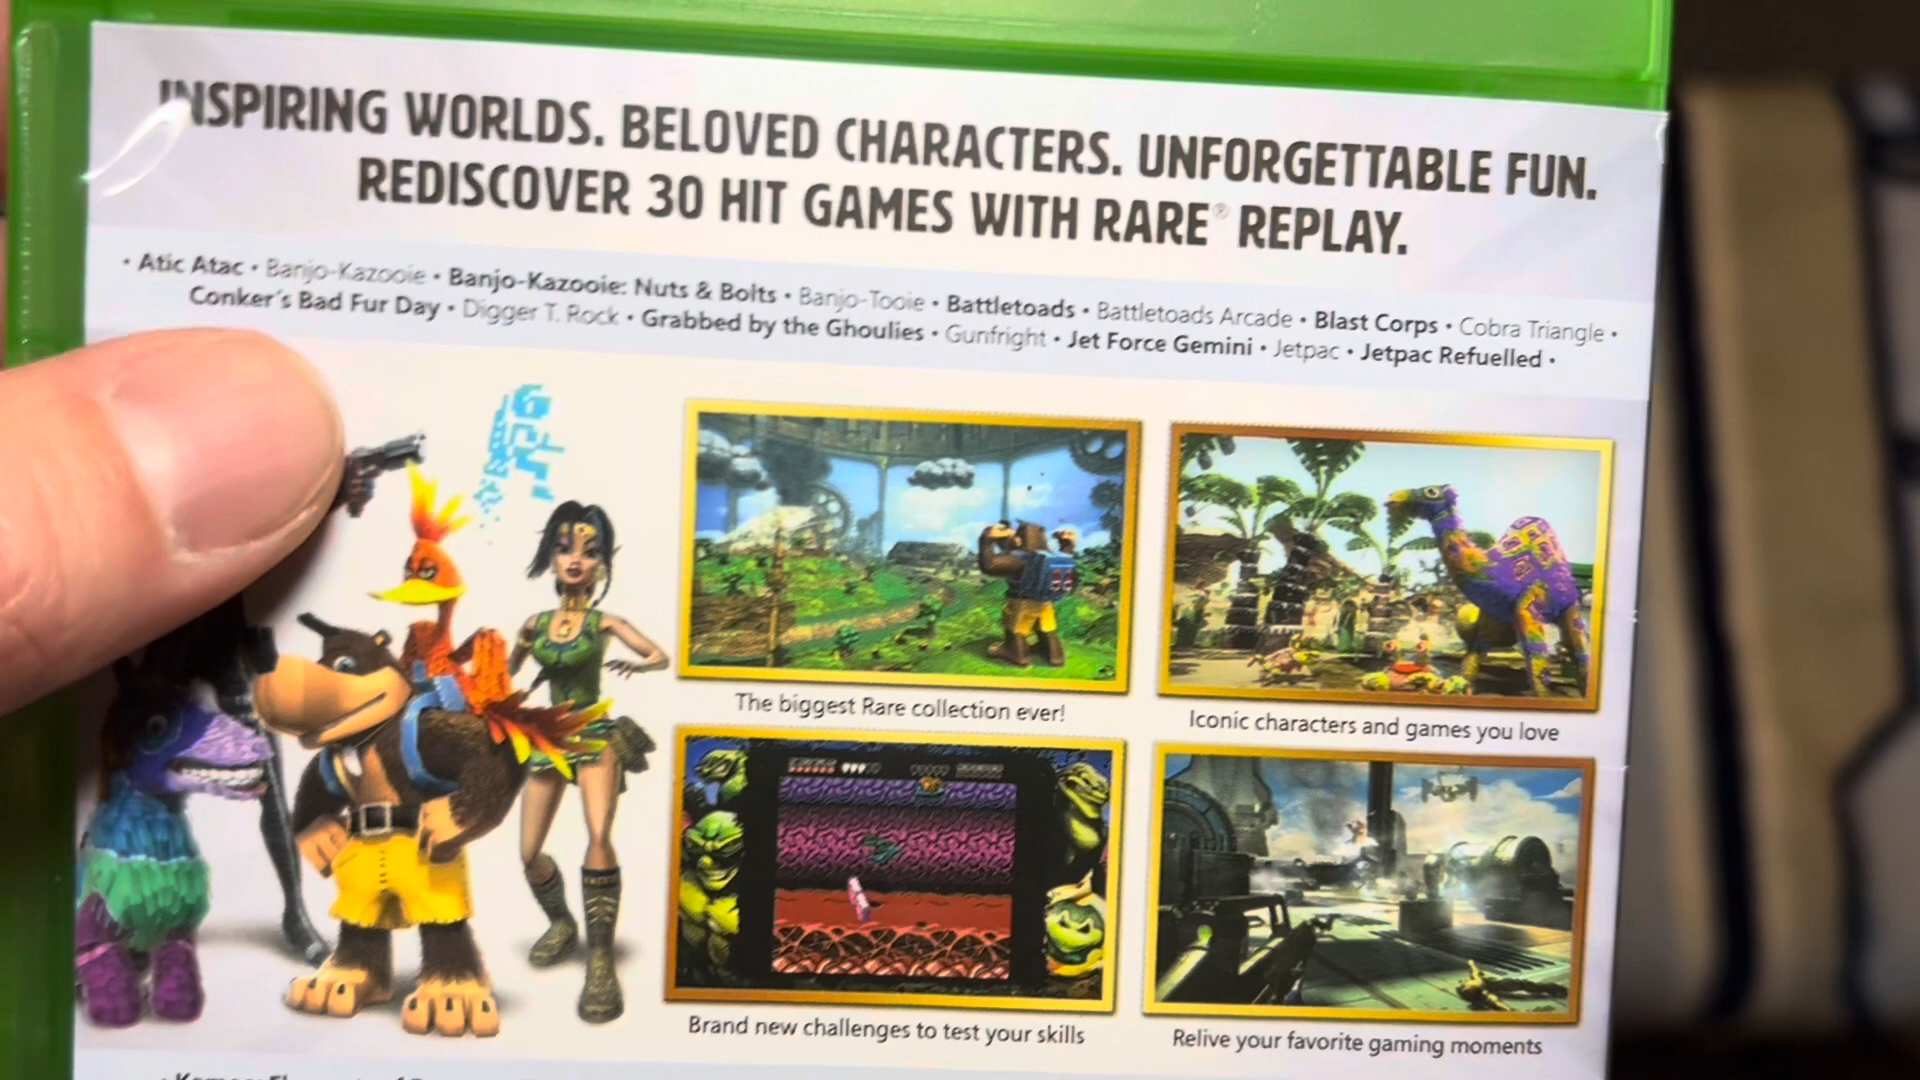 INSPIRING WORLDS. BELOVED CHARACTERS. UNFORGETTABLE FUN.
REDISCOVER 30 HIT GAMES WITH RARE® REPLAY.
• Atic Atac • Banjo-Kazooie • Banjo-Kazooie: Nuts & Bolts • Banjo-Tooie • Battletoads • Battletoads Arcade • Blast Corps • Cobra Triangle •
Conker's Bad Fur Day • Digger T. Rock • Grabbed by the Ghoulies • Gunfright • Jet Force Gemini • Jetpac • Jetpac Refuelled •
The biggest Rare collection ever!
Iconic characters and games you love
Brand new challenges to test your skills
Relive your favorite gaming moments